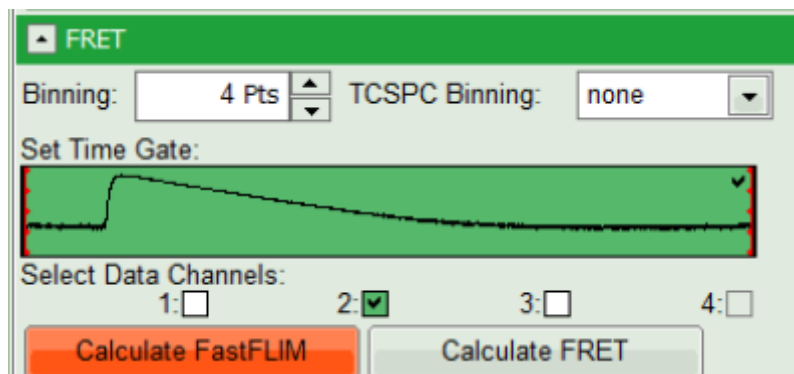 FRET
Binning: 4 Pts TCSPC Binning: none
Set Time Gate:
Select Data Channels:
1: 2: 3: 4:
Calculate FastFLIM Calculate FRET